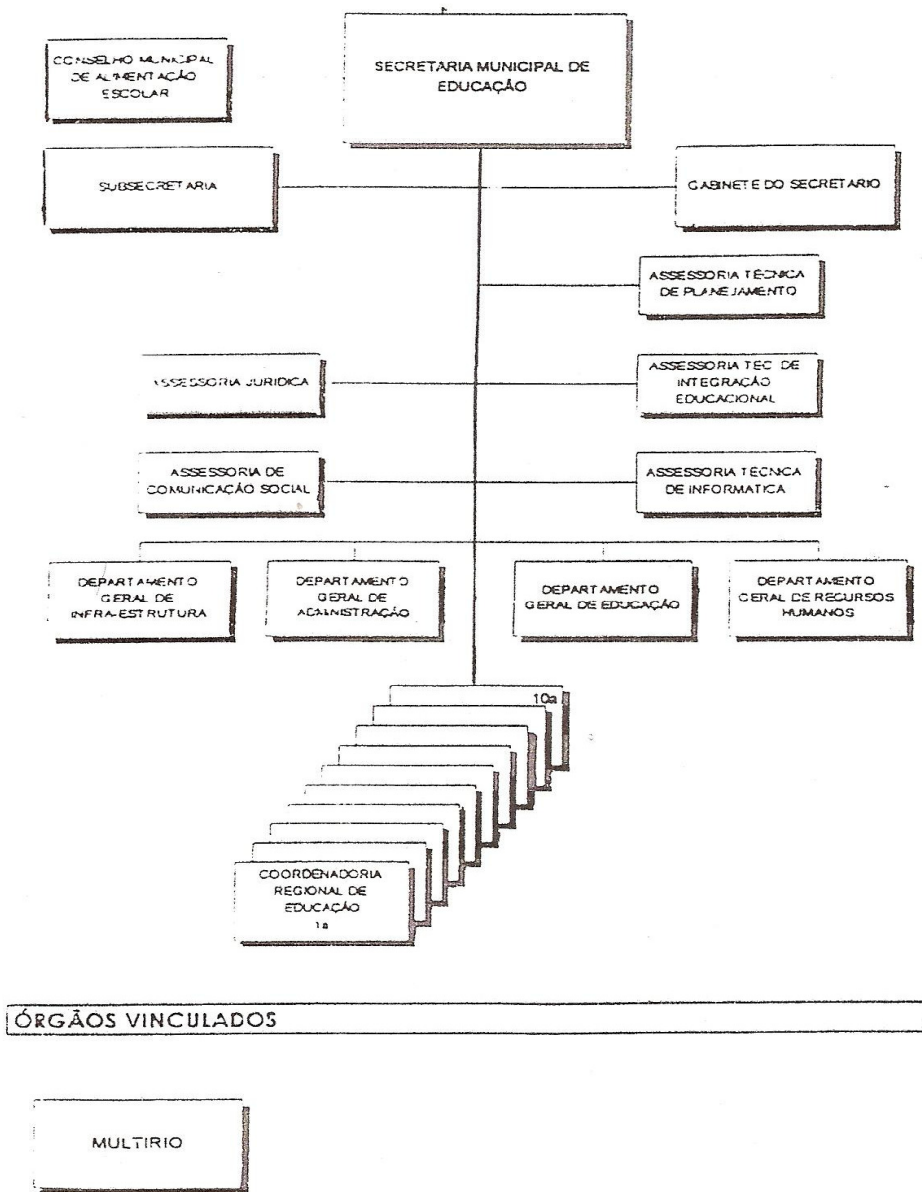 CONSELHO MUNICIPAL
DE ALIMENTAÇÃO
ESCOLAR
SECRETARIA MUNICIPAL DE
EDUCAÇÃO
SUBSECRETARIA
GABINETE DO SECRETARIO
ASSESSORIA TÉCNICA
DE PLANEJAMENTO
ASSESSORIA JURIDICA
ASSESSORIA TEC. DE
INTEGRAÇÃO
EDUCACIONAL
ASSESSORIA DE
COMUNICAÇÃO SOCIAL
ASSESSORIA TÉCNICA
DE INFORMATICA
DEPARTAMENTO
GERAL DE
INFRA-ESTRUTURA
DEPARTAMENTO
GERAL DE
ADMINISTRAÇÃO
DEPARTAMENTO
GERAL DE EDUCAÇÃO
DEPARTAMENTO
GERAL DE RECURSOS
HUMANOS
10a
COORDENADORIA
REGIONAL DE
EDUCAÇÃO
1a
ÓRGÃOS VINCULADOS
MULTIRIO